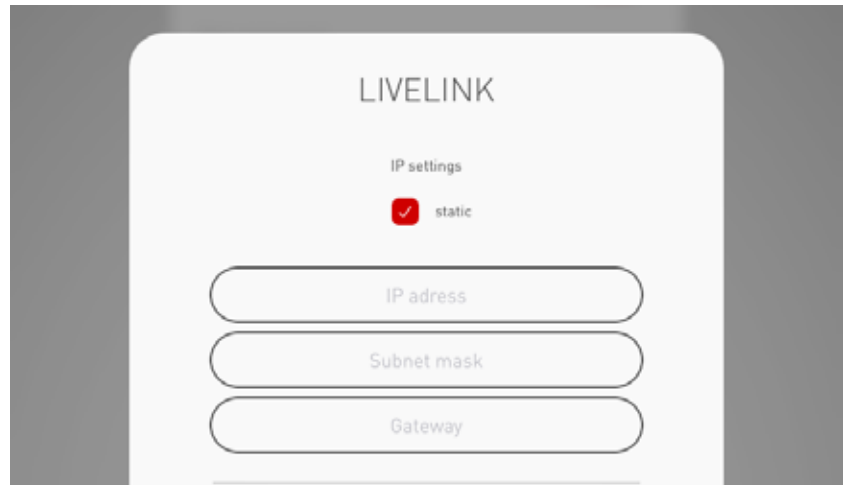 LIVELINK
IP settings
static
IP adress
Subnet mask
Gateway